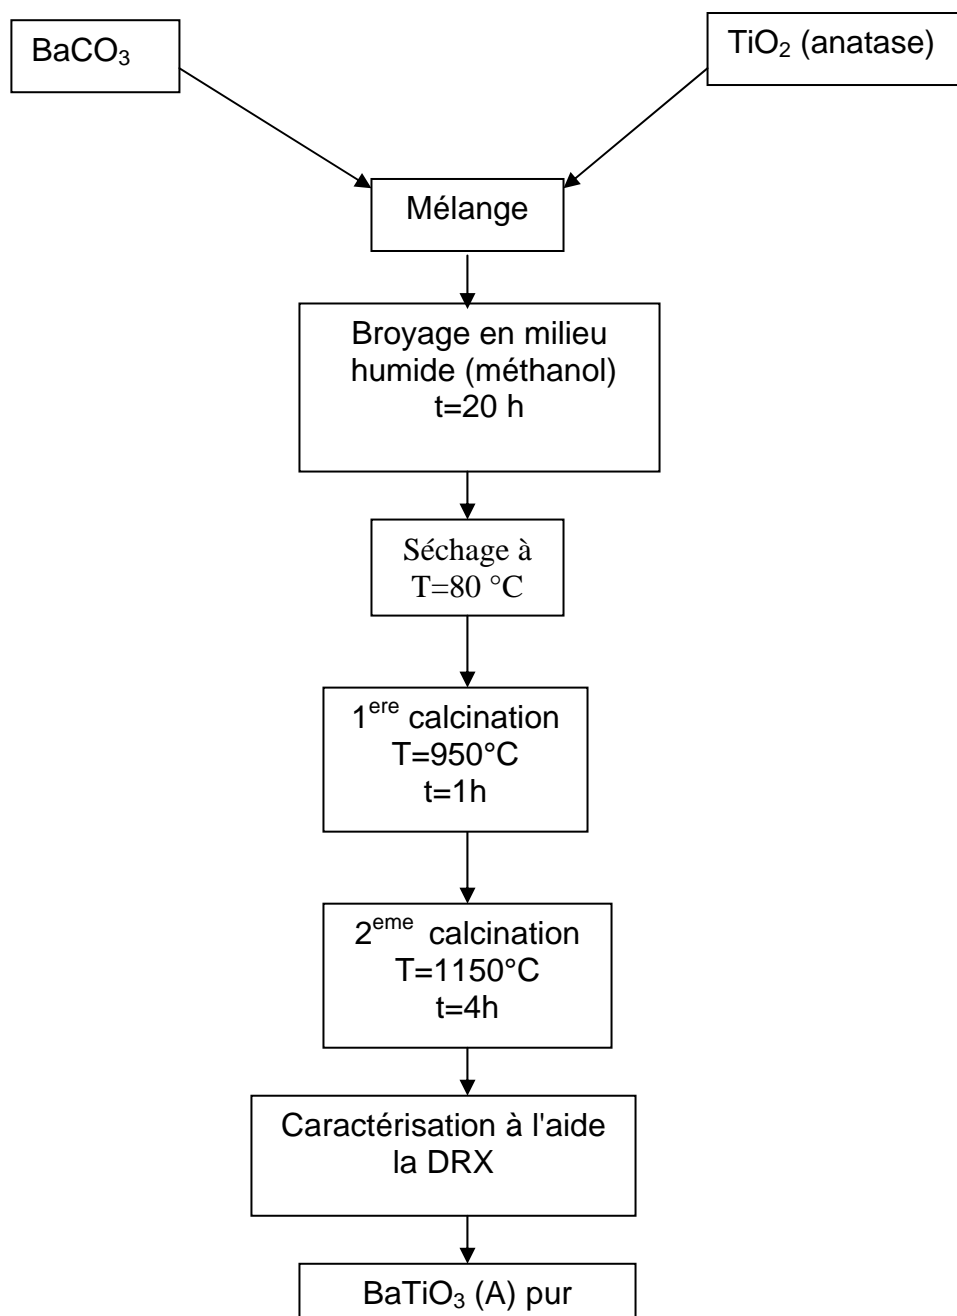 BaCO₃
TiO₂ (anatase)
Mélange
Broyage en milieu
humide (méthanol)
t=20 h
Séchage à
T=80 °C
1ᵉʳᵉ calcination
T=950°C
t=1h
2ᵉᵐᵉ calcination
T=1150°C
t=4h
Caractérisation à l'aide
la DRX
BaTiO₃ (A) pur